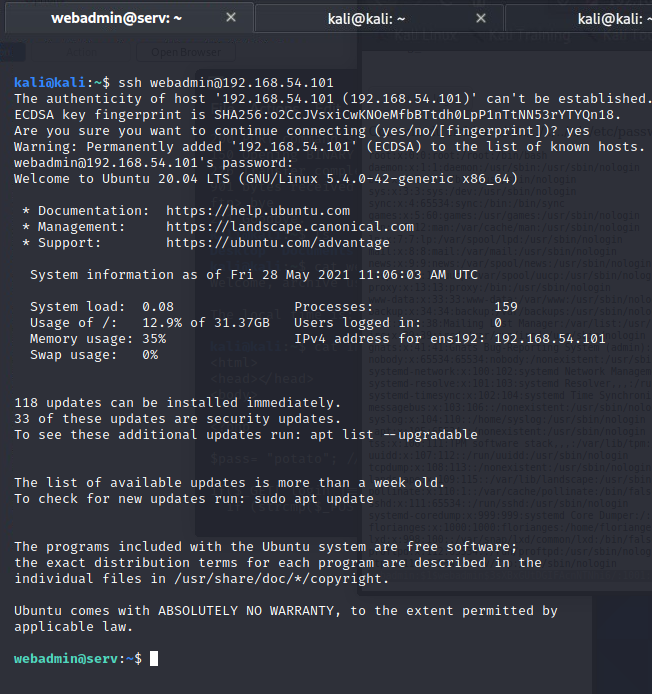 webadmin@serv: ~
kali@kali: ~
kali@kali: ~
Open Browser
kali@kali:~$ ssh webadmin@192.168.54.101
The authenticity of host '192.168.54.101 (192.168.54.101)' can't be established.
ECDSA key fingerprint is SHA256:o2CcJVsxiCwKNOeMfbBTtdh0LpP1nTtNN53rYTYQn18.
Are you sure you want to continue connecting (yes/no/[fingerprint])? yes
Warning: Permanently added '192.168.54.101' (ECDSA) to the list of known hosts.
webadmin@192.168.54.101's password:
Welcome to Ubuntu 20.04 LTS (GNU/Linux 5.4.0-42-generic x86_64)
* Documentation: https://help.ubuntu.com
* Management: https://landscape.canonical.com
* Support: https://ubuntu.com/advantage
System information as of Fri 28 May 2021 11:06:03 AM UTC
System load: 0.08 Processes: 159
Usage of /: 12.9% of 31.37GB Users logged in: 0
Memory usage: 35% IPv4 address for ens192: 192.168.54.101
Swap usage: 0%
<html>
<head></head>
118 updates can be installed immediately.
33 of these updates are security updates.
To see these additional updates run: apt list --upgradable
$pass= "potato";
The list of available updates is more than a week old.
To check for new updates run: sudo apt update
The programs included with the Ubuntu system are free software;
the exact distribution terms for each program are described in the
individual files in /usr/share/doc/*/copyright.
Ubuntu comes with ABSOLUTELY NO WARRANTY, to the extent permitted by
applicable law.
webadmin@serv:~$